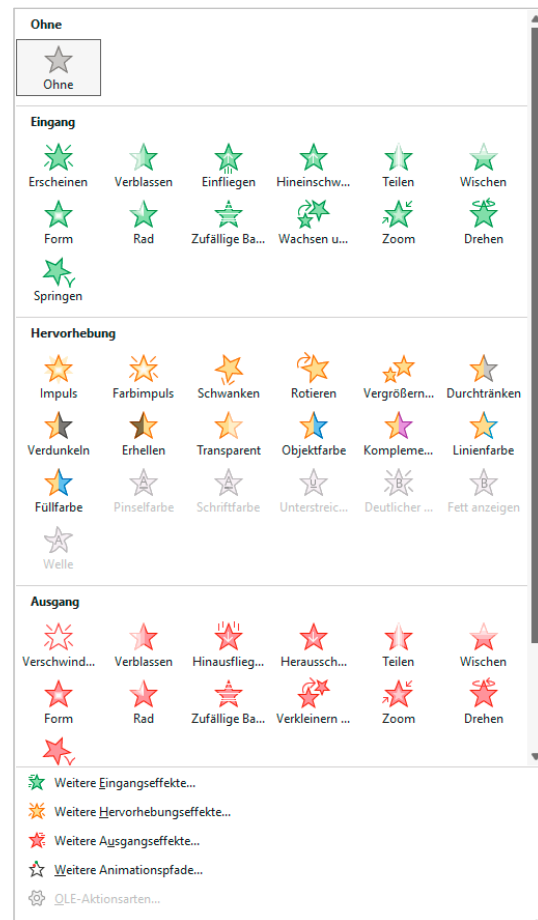 Ohne
Ohne
Eingang
Erscheinen Verblassen Einfliegen Hineinschw... Teilen Wischen
Form Rad Zufällige Ba... Wachsen u... Zoom Drehen
Springen
Hervorhebung
Impuls Farbimpuls Schwanken Rotieren Vergrößern... Durchtränken
Verdunkeln Erhellen Transparent Objektfarbe Kompleme... Linienfarbe
Füllfarbe Pinselfarbe Schriftfarbe Unterstreic... Deutlicher ... Fett anzeigen
Welle
Ausgang
Verschwind... Verblassen Hinausflieg... Heraussch... Teilen Wischen
Form Rad Zufällige Ba... Verkleinern ... Zoom Drehen
Weitere Eingangseffekte...
Weitere Hervorhebungseffekte...
Weitere Ausgangseffekte...
Weitere Animationspfade...
OLE-Aktionsarten...